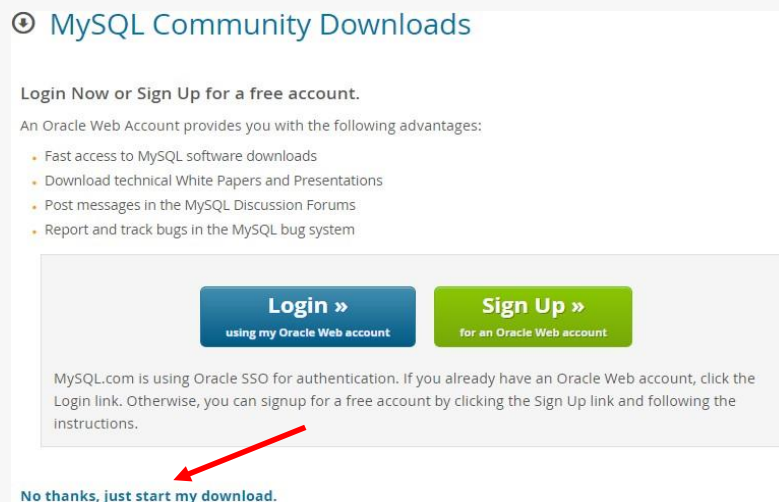 MySQL Community Downloads
Login Now or Sign Up for a free account.
An Oracle Web Account provides you with the following advantages:
Fast access to MySQL software downloads
Download technical White Papers and Presentations
Post messages in the MySQL Discussion Forums
Report and track bugs in the MySQL bug system
Login »
using my Oracle Web account
Sign Up »
for an Oracle Web account
MySQL.com is using Oracle SSO for authentication. If you already have an Oracle Web account, click the
Login link. Otherwise, you can signup for a free account by clicking the Sign Up link and following the
instructions.
No thanks, just start my download.